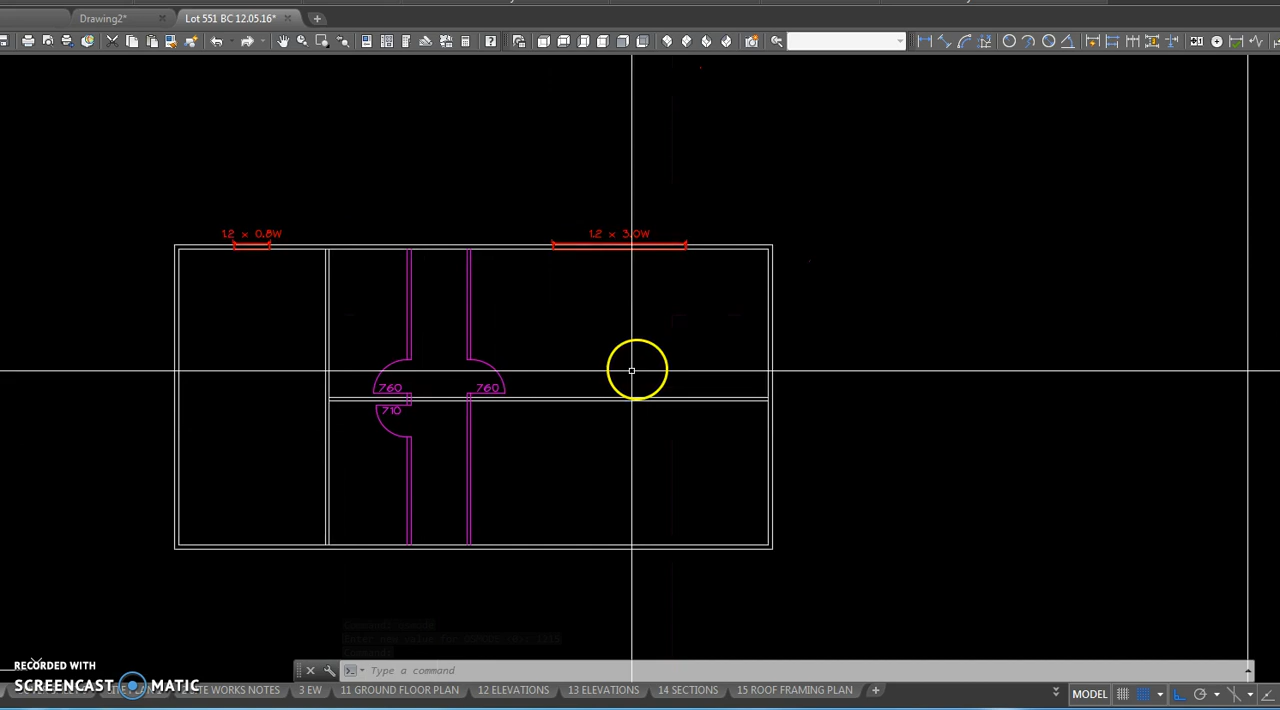 Drawing2*
Lot 551 BC 12.05.16*
1.2 x 0.8W
1.2 x 3.0W
760
760
710
Command:
Type a command
RECORDED WITH
SCREENCAST MATIC
WORKS NOTES
3 EW
11 GROUND FLOOR PLAN
12 ELEVATIONS
13 ELEVATIONS
14 SECTIONS
15 ROOF FRAMING PLAN
MODEL